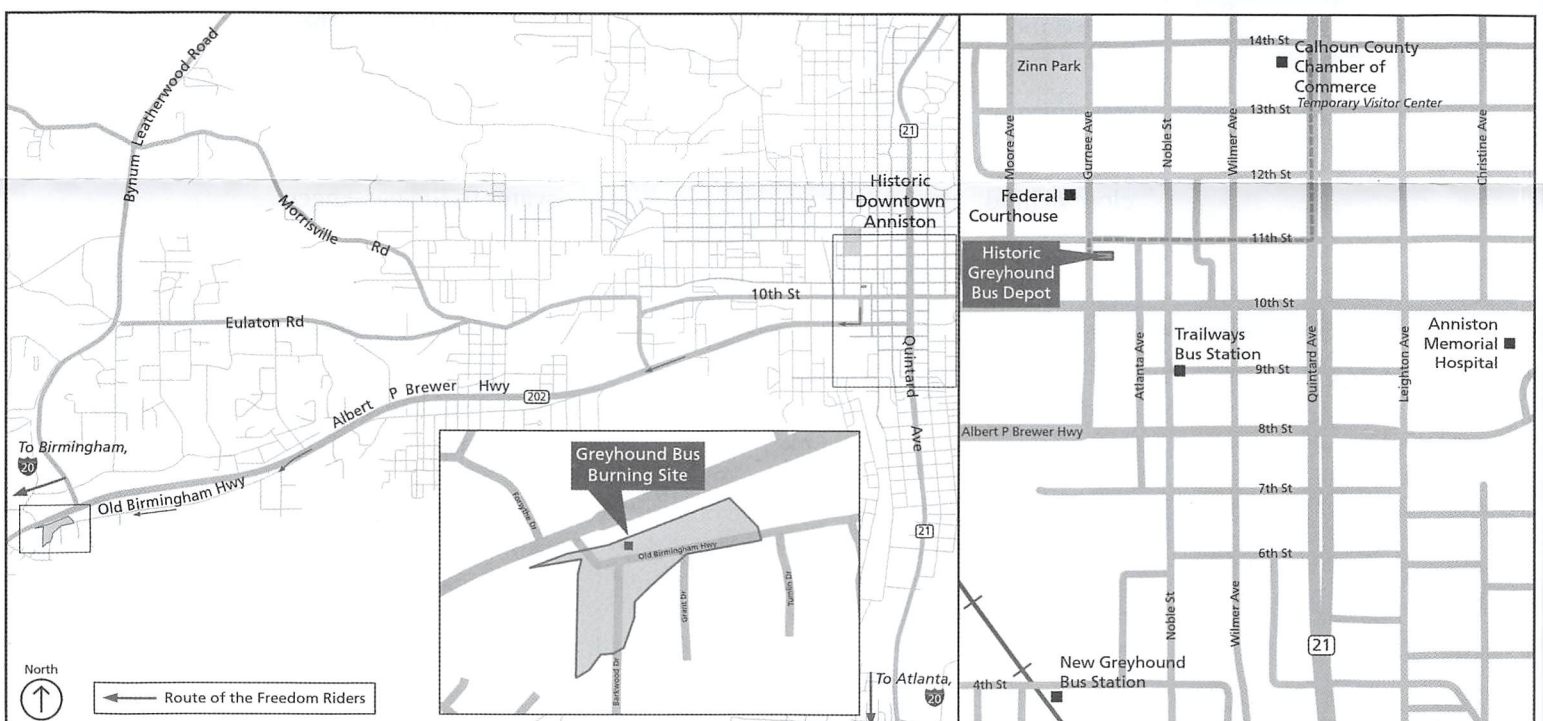 Bynum Leatherwood Road
Morrisville Rd
Eulaton Rd
21
Historic
Downtown
Anniston
10th St
Quintard Ave
Albert P Brewer Hwy
202
To Birmingham,
20
Old Birmingham Hwy
Greyhound Bus
Burning Site
Forsythe Dr
Old Birmingham Hwy
Barkwood Dr
Grant Dr
Tumlin Dr
21
To Atlanta,
20
North
Route of the Freedom Riders
14th St
Zinn Park
Calhoun County
Chamber of
Commerce
Temporary Visitor Center
13th St
Moore Ave
Gurnee Ave
Noble St
Wilmer Ave
Christine Ave
12th St
Federal
Courthouse
11th St
Historic
Greyhound
Bus Depot
10th St
Trailways
Bus Station
Anniston
Memorial
Hospital
Atlanta Ave
9th St
Quintard Ave
Leighton Ave
Albert P Brewer Hwy
8th St
7th St
6th St
Noble St
Wilmer Ave
21
New Greyhound
Bus Station
4th St